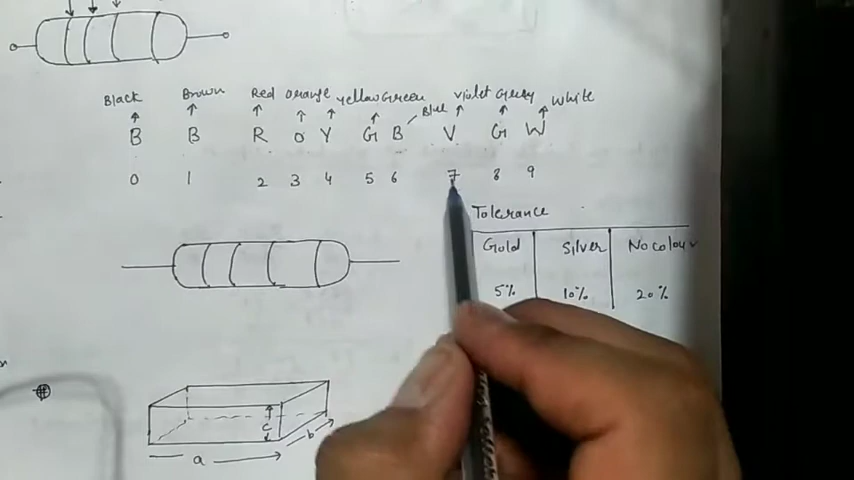 Black Brown Red Orange Yellow Green Blue Violet Grey White
B B R O Y G B V G W
0 1 2 3 4 5 6 7 8 9
Tolerance
Gold Silver No colour
5% 10% 20%
c
b
a